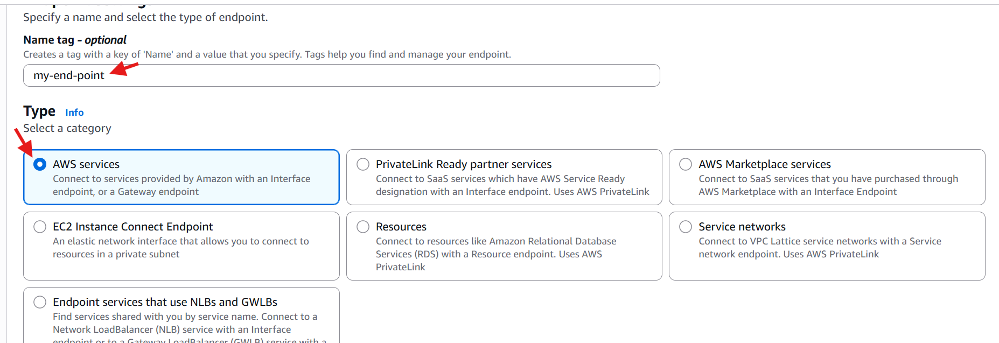 Specify a name and select the type of endpoint.
Name tag - optional
Creates a tag with a key of 'Name' and a value that you specify. Tags help you find and manage your endpoint.
my-end-point
Type Info
Select a category
AWS services
Connect to services provided by Amazon with an Interface
endpoint, or a Gateway endpoint
PrivateLink Ready partner services
Connect to SaaS services which have AWS Service Ready
designation with an Interface endpoint. Uses AWS PrivateLink
AWS Marketplace services
Connect to SaaS services that you have purchased through
AWS Marketplace with an Interface Endpoint
EC2 Instance Connect Endpoint
An elastic network interface that allows you to connect to
resources in a private subnet
Resources
Connect to resources like Amazon Relational Database
Services (RDS) with a Resource endpoint. Uses AWS
PrivateLink
Service networks
Connect to VPC Lattice service networks with a Service
network endpoint. Uses AWS PrivateLink
Endpoint services that use NLBs and GWLBs
Find services shared with you by service name. Connect to a
Network LoadBalancer (NLB) service with an Interface
endpoint or to a Gateway LoadBalancer (GWLB) service with a